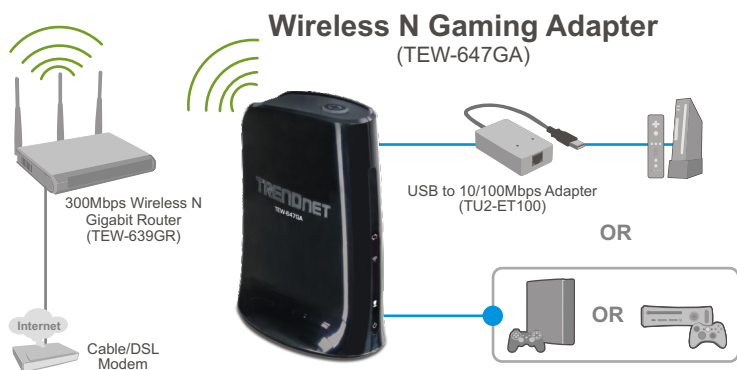 Wireless N Gaming Adapter
(TEW-647GA)
300Mbps Wireless N
Gigabit Router
(TEW-639GR)
Internet
Cable/DSL
Modem
TRENDNET
TEW-647GA
USB to 10/100Mbps Adapter
(TU2-ET100)
OR
OR